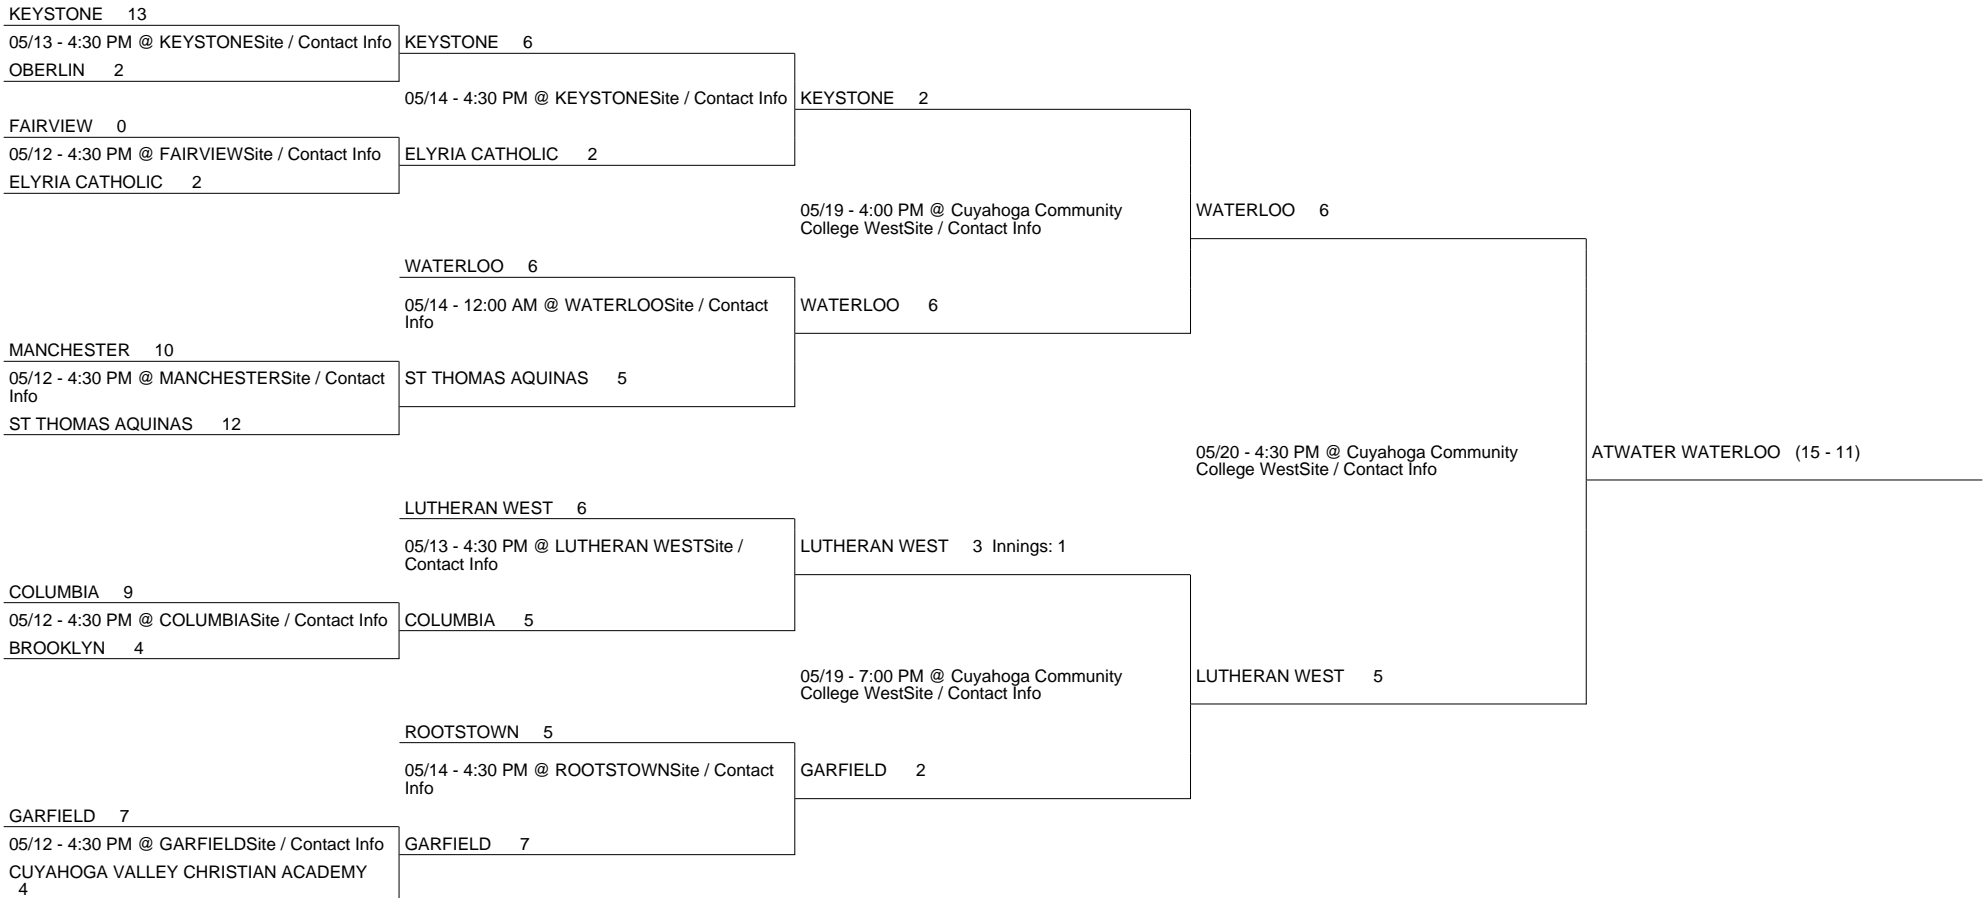 KEYSTONE 13
05/13 - 4:30 PM @ KEYSTONESite / Contact Info
OBERLIN 2
FAIRVIEW 0
05/12 - 4:30 PM @ FAIRVIEWSite / Contact Info
ELYRIA CATHOLIC 2
MANCHESTER 10
05/12 - 4:30 PM @ MANCHESTERSite / Contact
Info
ST THOMAS AQUINAS 12
COLUMBIA 9
05/12 - 4:30 PM @ COLUMBIASite / Contact Info
BROOKLYN 4
GARFIELD 7
05/12 - 4:30 PM @ GARFIELDSite / Contact Info
CUYAHOGA VALLEY CHRISTIAN ACADEMY
4
KEYSTONE 6
05/14 - 4:30 PM @ KEYSTONESite / Contact Info
ELYRIA CATHOLIC 2
WATERLOO 6
05/14 - 12:00 AM @ WATERLOOSite / Contact
Info
ST THOMAS AQUINAS 5
LUTHERAN WEST 6
05/13 - 4:30 PM @ LUTHERAN WESTSite /
Contact Info
COLUMBIA 5
ROOTSTOWN 5
05/14 - 4:30 PM @ ROOTSTOWNSite / Contact
Info
GARFIELD 7
KEYSTONE 2
05/19 - 4:00 PM @ Cuyahoga Community
College WestSite / Contact Info
WATERLOO 6
LUTHERAN WEST 3 Innings: 1
05/19 - 7:00 PM @ Cuyahoga Community
College WestSite / Contact Info
GARFIELD 2
WATERLOO 6
05/20 - 4:30 PM @ Cuyahoga Community
College WestSite / Contact Info
LUTHERAN WEST 5
ATWATER WATERLOO (15 - 11)